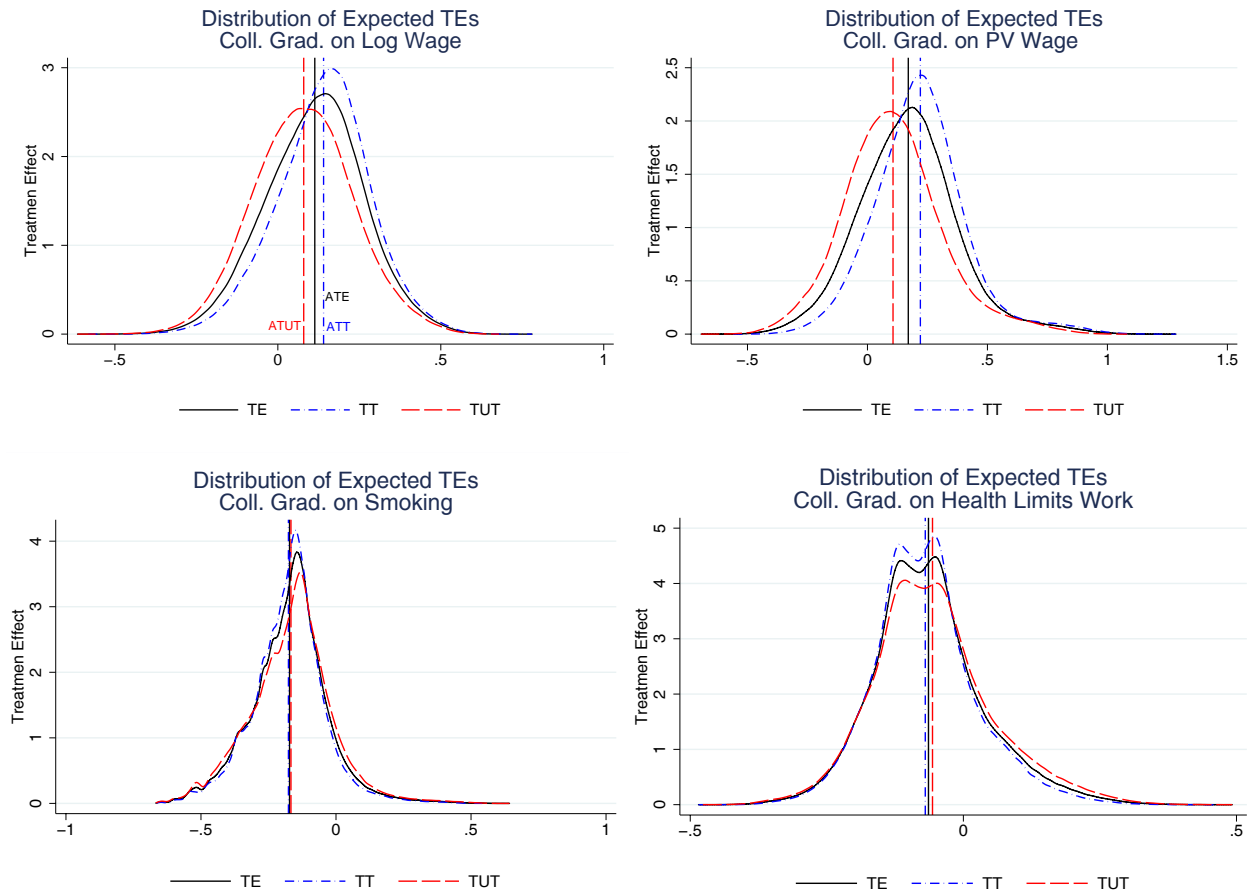 Distribution of Expected TEs
Coll. Grad. on Log Wage
Treatmen Effect
3
2
1
0
ATE
ATUT
ATT
-.5
0
.5
1
TE
TT
TUT
Distribution of Expected TEs
Coll. Grad. on PV Wage
Treatmen Effect
2.5
2
1.5
1
.5
0
-.5
0
.5
1
1.5
TE
TT
TUT
Distribution of Expected TEs
Coll. Grad. on Smoking
Treatmen Effect
4
3
2
1
0
-1
-.5
0
.5
1
TE
TT
TUT
Distribution of Expected TEs
Coll. Grad. on Health Limits Work
Treatmen Effect
5
4
3
2
1
0
-.5
0
.5
TE
TT
TUT